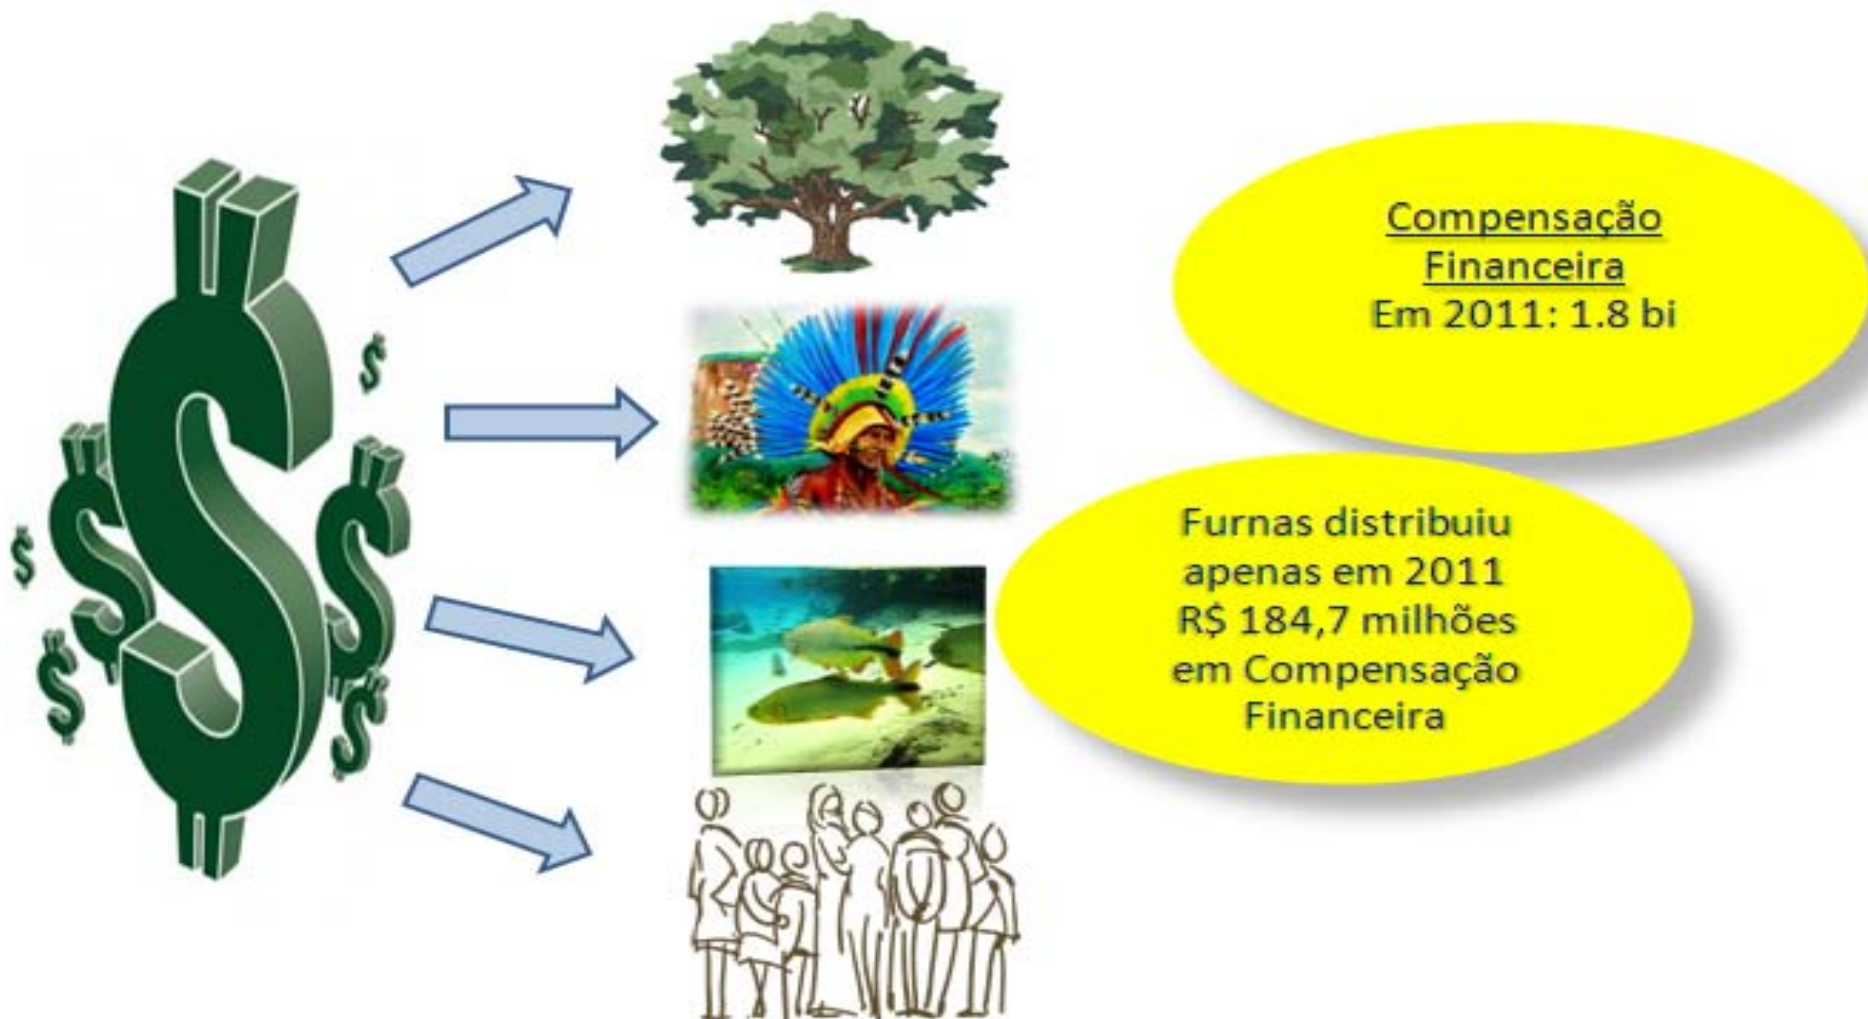 Compensação
Financeira
Em 2011: 1.8 bi
Furnas distribuiu
apenas em 2011
R$ 184,7 milhões
em Compensação
Financeira